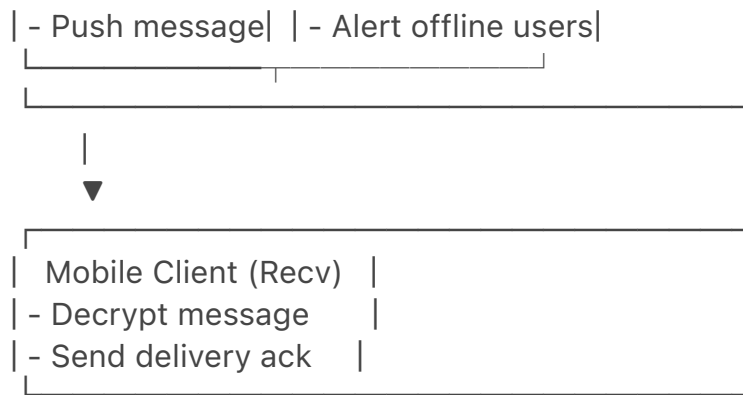 | - Push message| | - Alert offline users|
└──────────────┬──────────────┘
└──────────────────────────────
|
▼
┌──────────────────────────────
| Mobile Client (Recv) |
| - Decrypt message |
| - Send delivery ack |
└──────────────────────────────